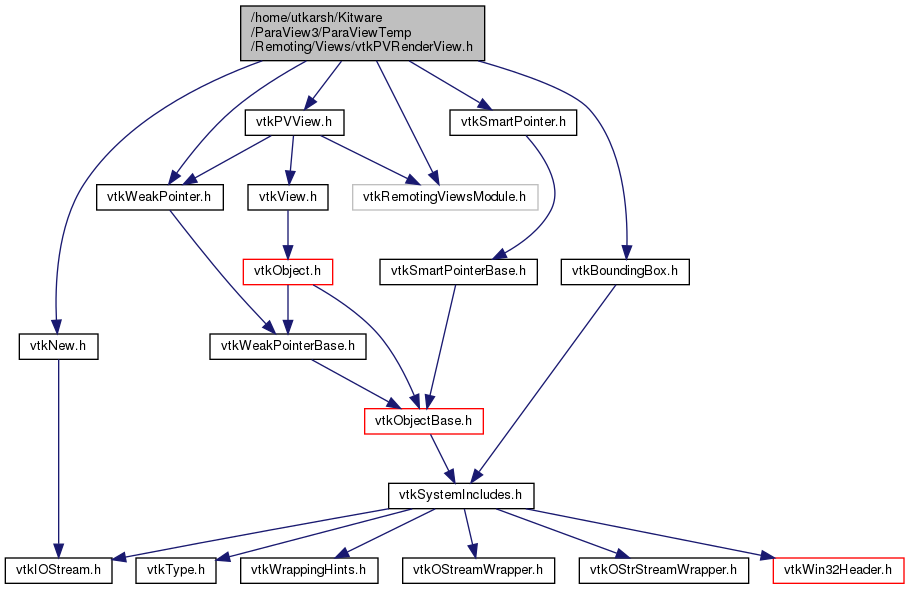 /home/utkarsh/Kitware
/ParaView3/ParaViewTemp
/Remoting/Views/vtkPVRenderView.h
vtkPVView.h
vtkSmartPointer.h
vtkWeakPointer.h
vtkView.h
vtkRemotingViewsModule.h
vtkObject.h
vtkSmartPointerBase.h
vtkBoundingBox.h
vtkNew.h
vtkWeakPointerBase.h
vtkObjectBase.h
vtkSystemIncludes.h
vtkIOStream.h
vtkType.h
vtkWrappingHints.h
vtkOStreamWrapper.h
vtkOStrStreamWrapper.h
vtkWin32Header.h